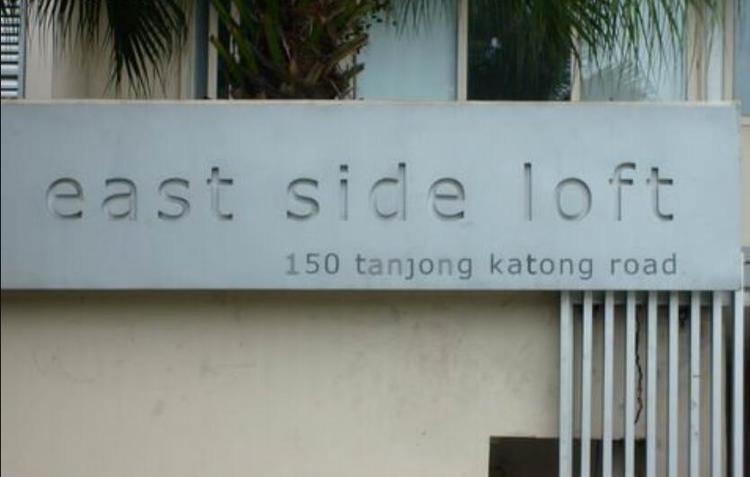 east side loft
150 tanjong katong road